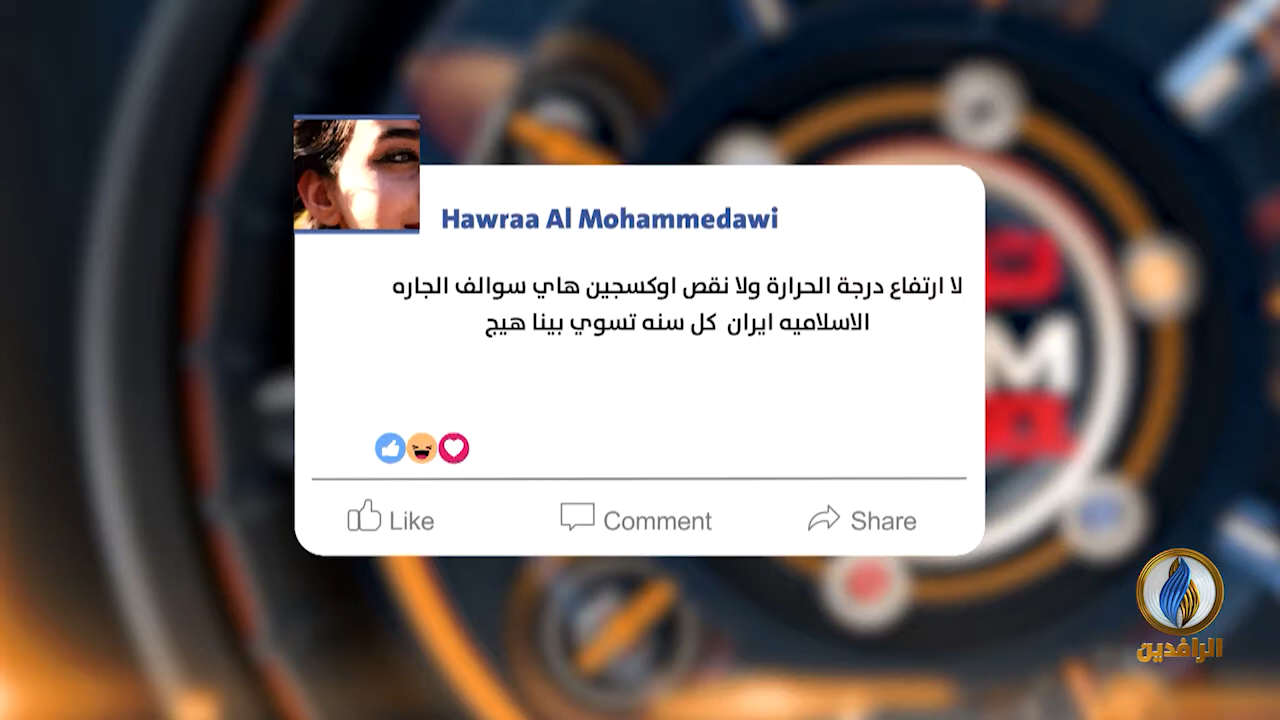 Hawraa Al Mohammedawi
لا ارتفاع درجة الحرارة ولا نقص اوكسجين هاي سوالف الجاره
الاسلاميه ايران كل سنه تسوي بينا هيج
Like
Comment
Share
الرافدين